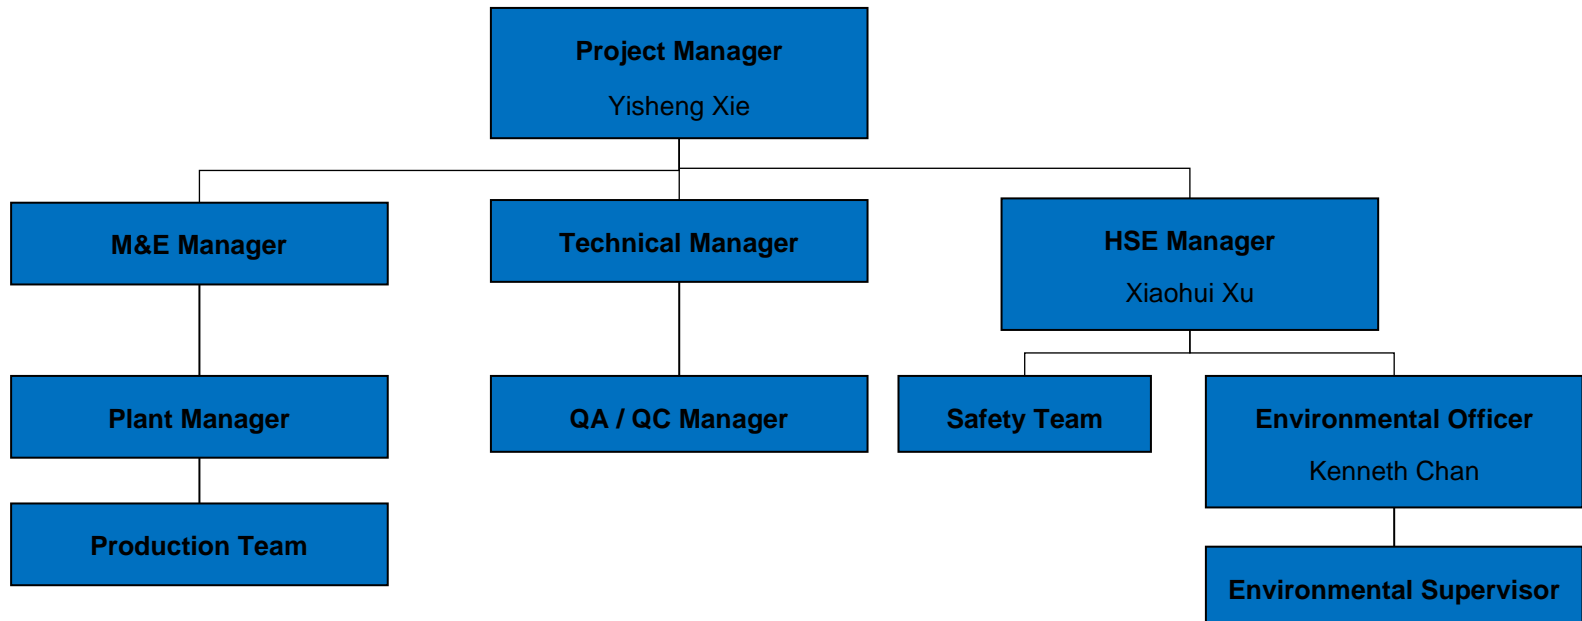 Project Manager
Yisheng Xie
M&E Manager
Technical Manager
HSE Manager
Xiaohui Xu
Plant Manager
QA / QC Manager
Safety Team
Environmental Officer
Kenneth Chan
Production Team
Environmental Supervisor